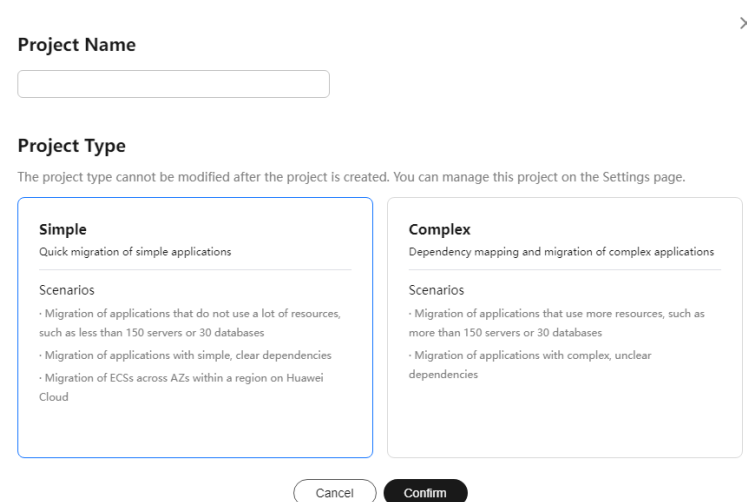 Project Name
Project Type
The project type cannot be modified after the project is created. You can manage this project on the Settings page.
Simple
Quick migration of simple applications
Scenarios
· Migration of applications that do not use a lot of resources,
such as less than 150 servers or 30 databases
· Migration of applications with simple, clear dependencies
· Migration of ECSs across AZs within a region on Huawei
Cloud
Complex
Dependency mapping and migration of complex applications
Scenarios
· Migration of applications that use more resources, such as
more than 150 servers or 30 databases
· Migration of applications with complex, unclear
dependencies
Cancel
Confirm